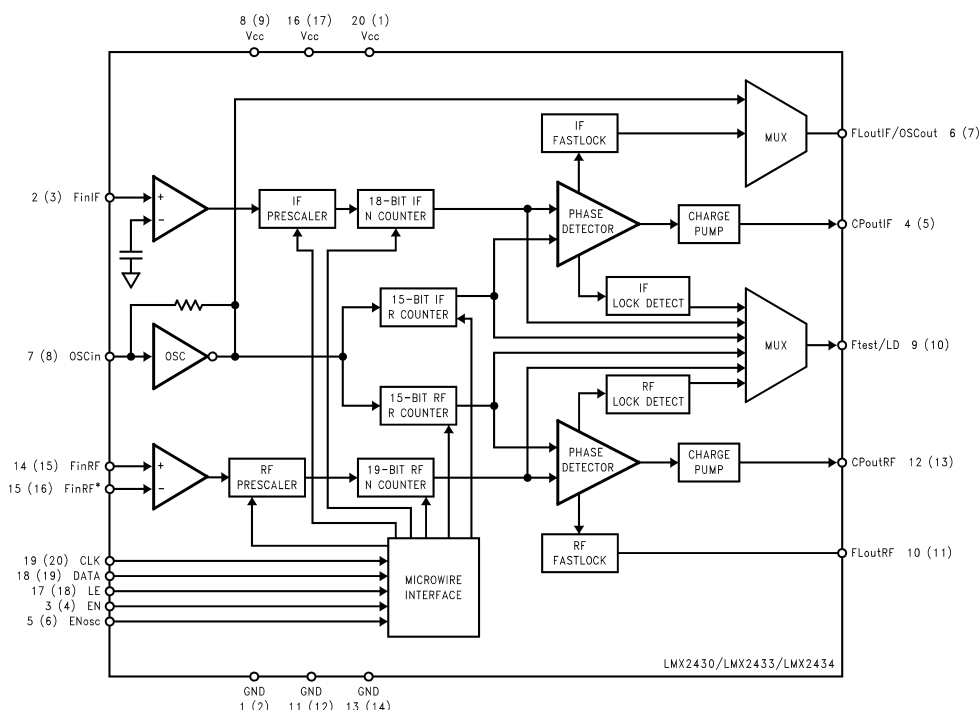 8 (9) 16 (17) 20 (1)
Vcc Vcc Vcc
IF
FASTLOCK
MUX
FLoutIF/OSCout 6 (7)
2 (3) FinIF
+
−
IF
PRESCALER
18-BIT IF
N COUNTER
PHASE
DETECTOR
CHARGE
PUMP
CPoutIF 4 (5)
15-BIT IF
R COUNTER
IF
LOCK DETECT
7 (8) OSCin
OSC
MUX
Ftest/LD 9 (10)
15-BIT RF
R COUNTER
RF
LOCK DETECT
14 (15) FinRF
15 (16) FinRF*
+
−
RF
PRESCALER
19-BIT RF
N COUNTER
PHASE
DETECTOR
CHARGE
PUMP
CPoutRF 12 (13)
RF
FASTLOCK
FLoutRF 10 (11)
19 (20) CLK
18 (19) DATA
17 (18) LE
3 (4) EN
5 (6) ENosc
MICROWIRE
INTERFACE
LMX2430/LMX2433/LMX2434
GND GND GND
1 (2) 11 (12) 13 (14)